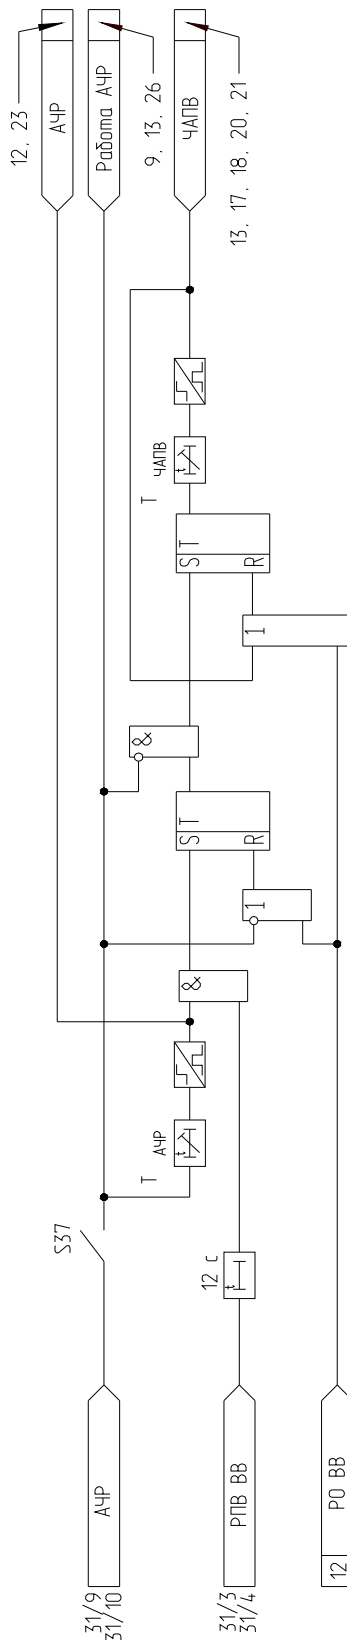 31/9
31/10
АЧР
S37
Т
АЧР
t
АЧР
12, 23
Работа АЧР
9, 13, 26
31/3
31/4
РПВ ВВ
12 с
t
&
1
S Т
R
&
1
S Т
R
Т
ЧАПВ
t
ЧАПВ
13, 17, 18, 20, 21
12
РО ВВ